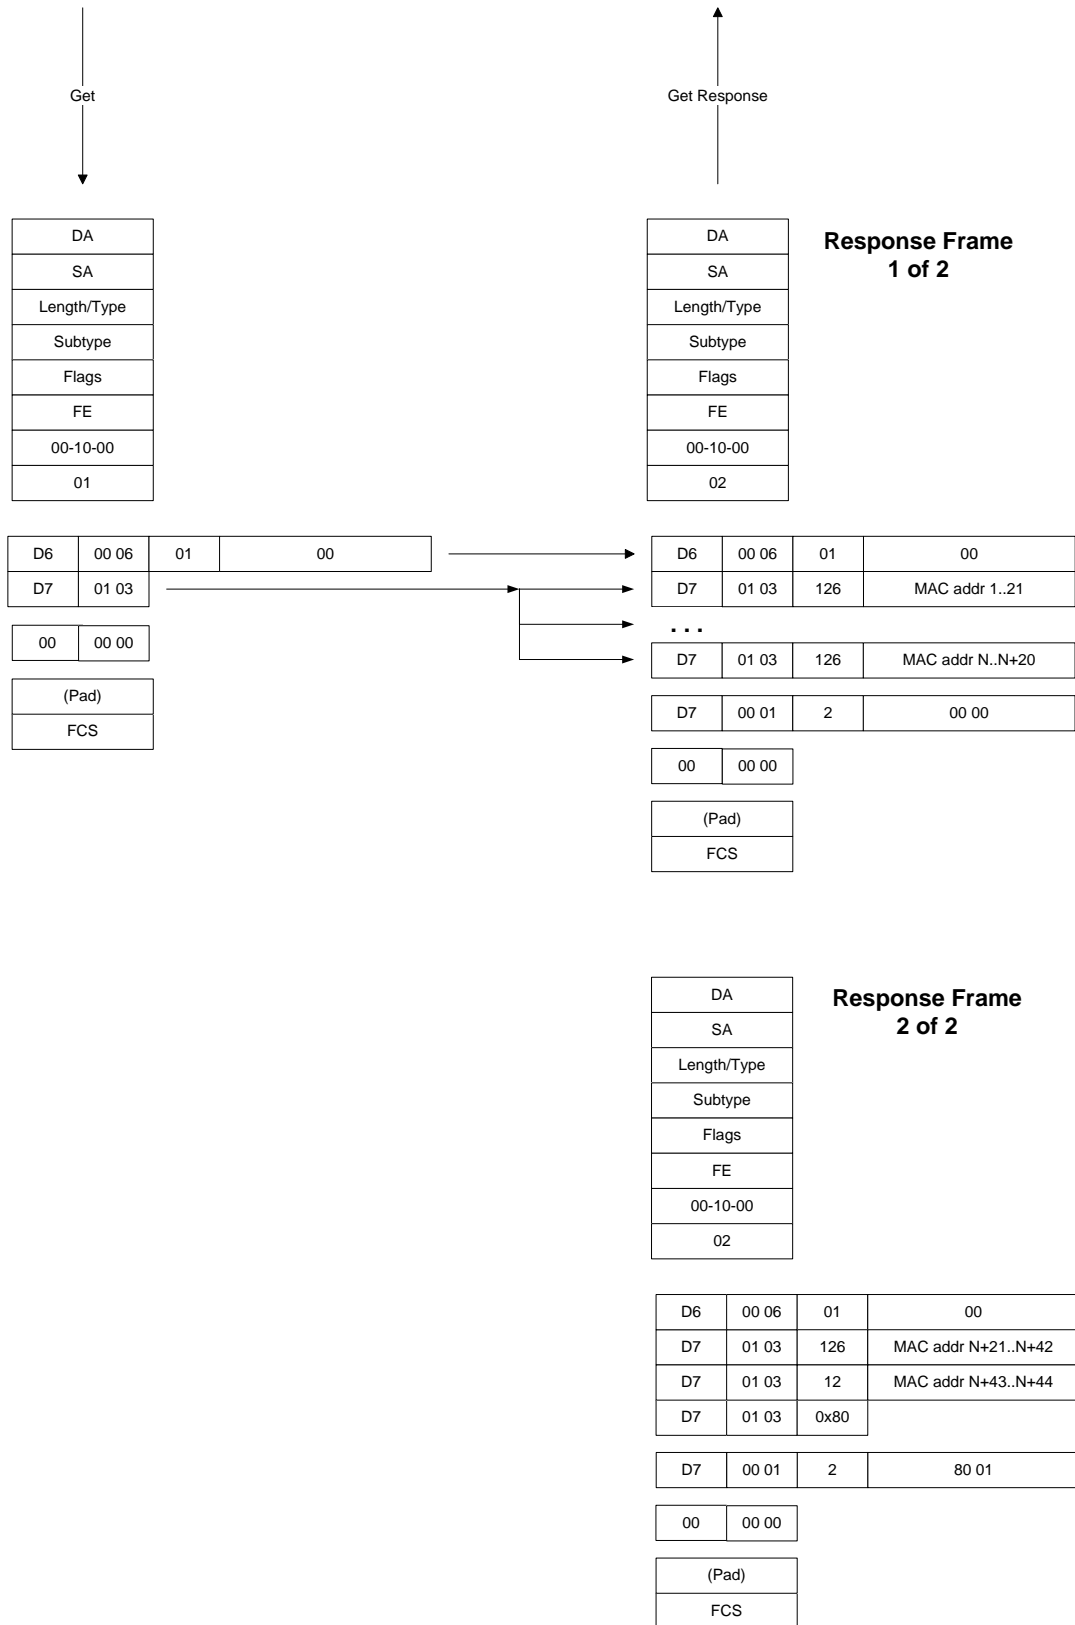 Get
Get Response
DA
SA
Length/Type
Subtype
Flags
FE
00-10-00
01
D6 00 06 01 00
D7 01 03
00 00 00
(Pad)
FCS
DA
SA
Length/Type
Subtype
Flags
FE
00-10-00
02
Response Frame
1 of 2
D6 00 06 01 00
D7 01 03 126 MAC addr 1..21
. . .
D7 01 03 126 MAC addr N..N+20
D7 00 01 2 00 00
00 00 00
(Pad)
FCS
DA
SA
Length/Type
Subtype
Flags
FE
00-10-00
02
Response Frame
2 of 2
D6 00 06 01 00
D7 01 03 126 MAC addr N+21..N+42
D7 01 03 12 MAC addr N+43..N+44
D7 01 03 0x80
D7 00 01 2 80 01
00 00 00
(Pad)
FCS